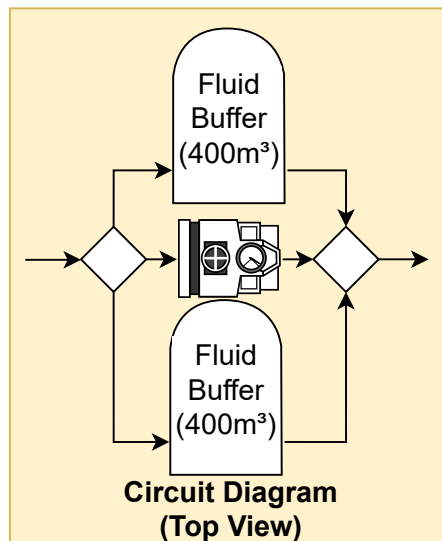 Fluid
Buffer
(400m³)
Fluid
Buffer
(400m³)
Circuit Diagram
(Top View)